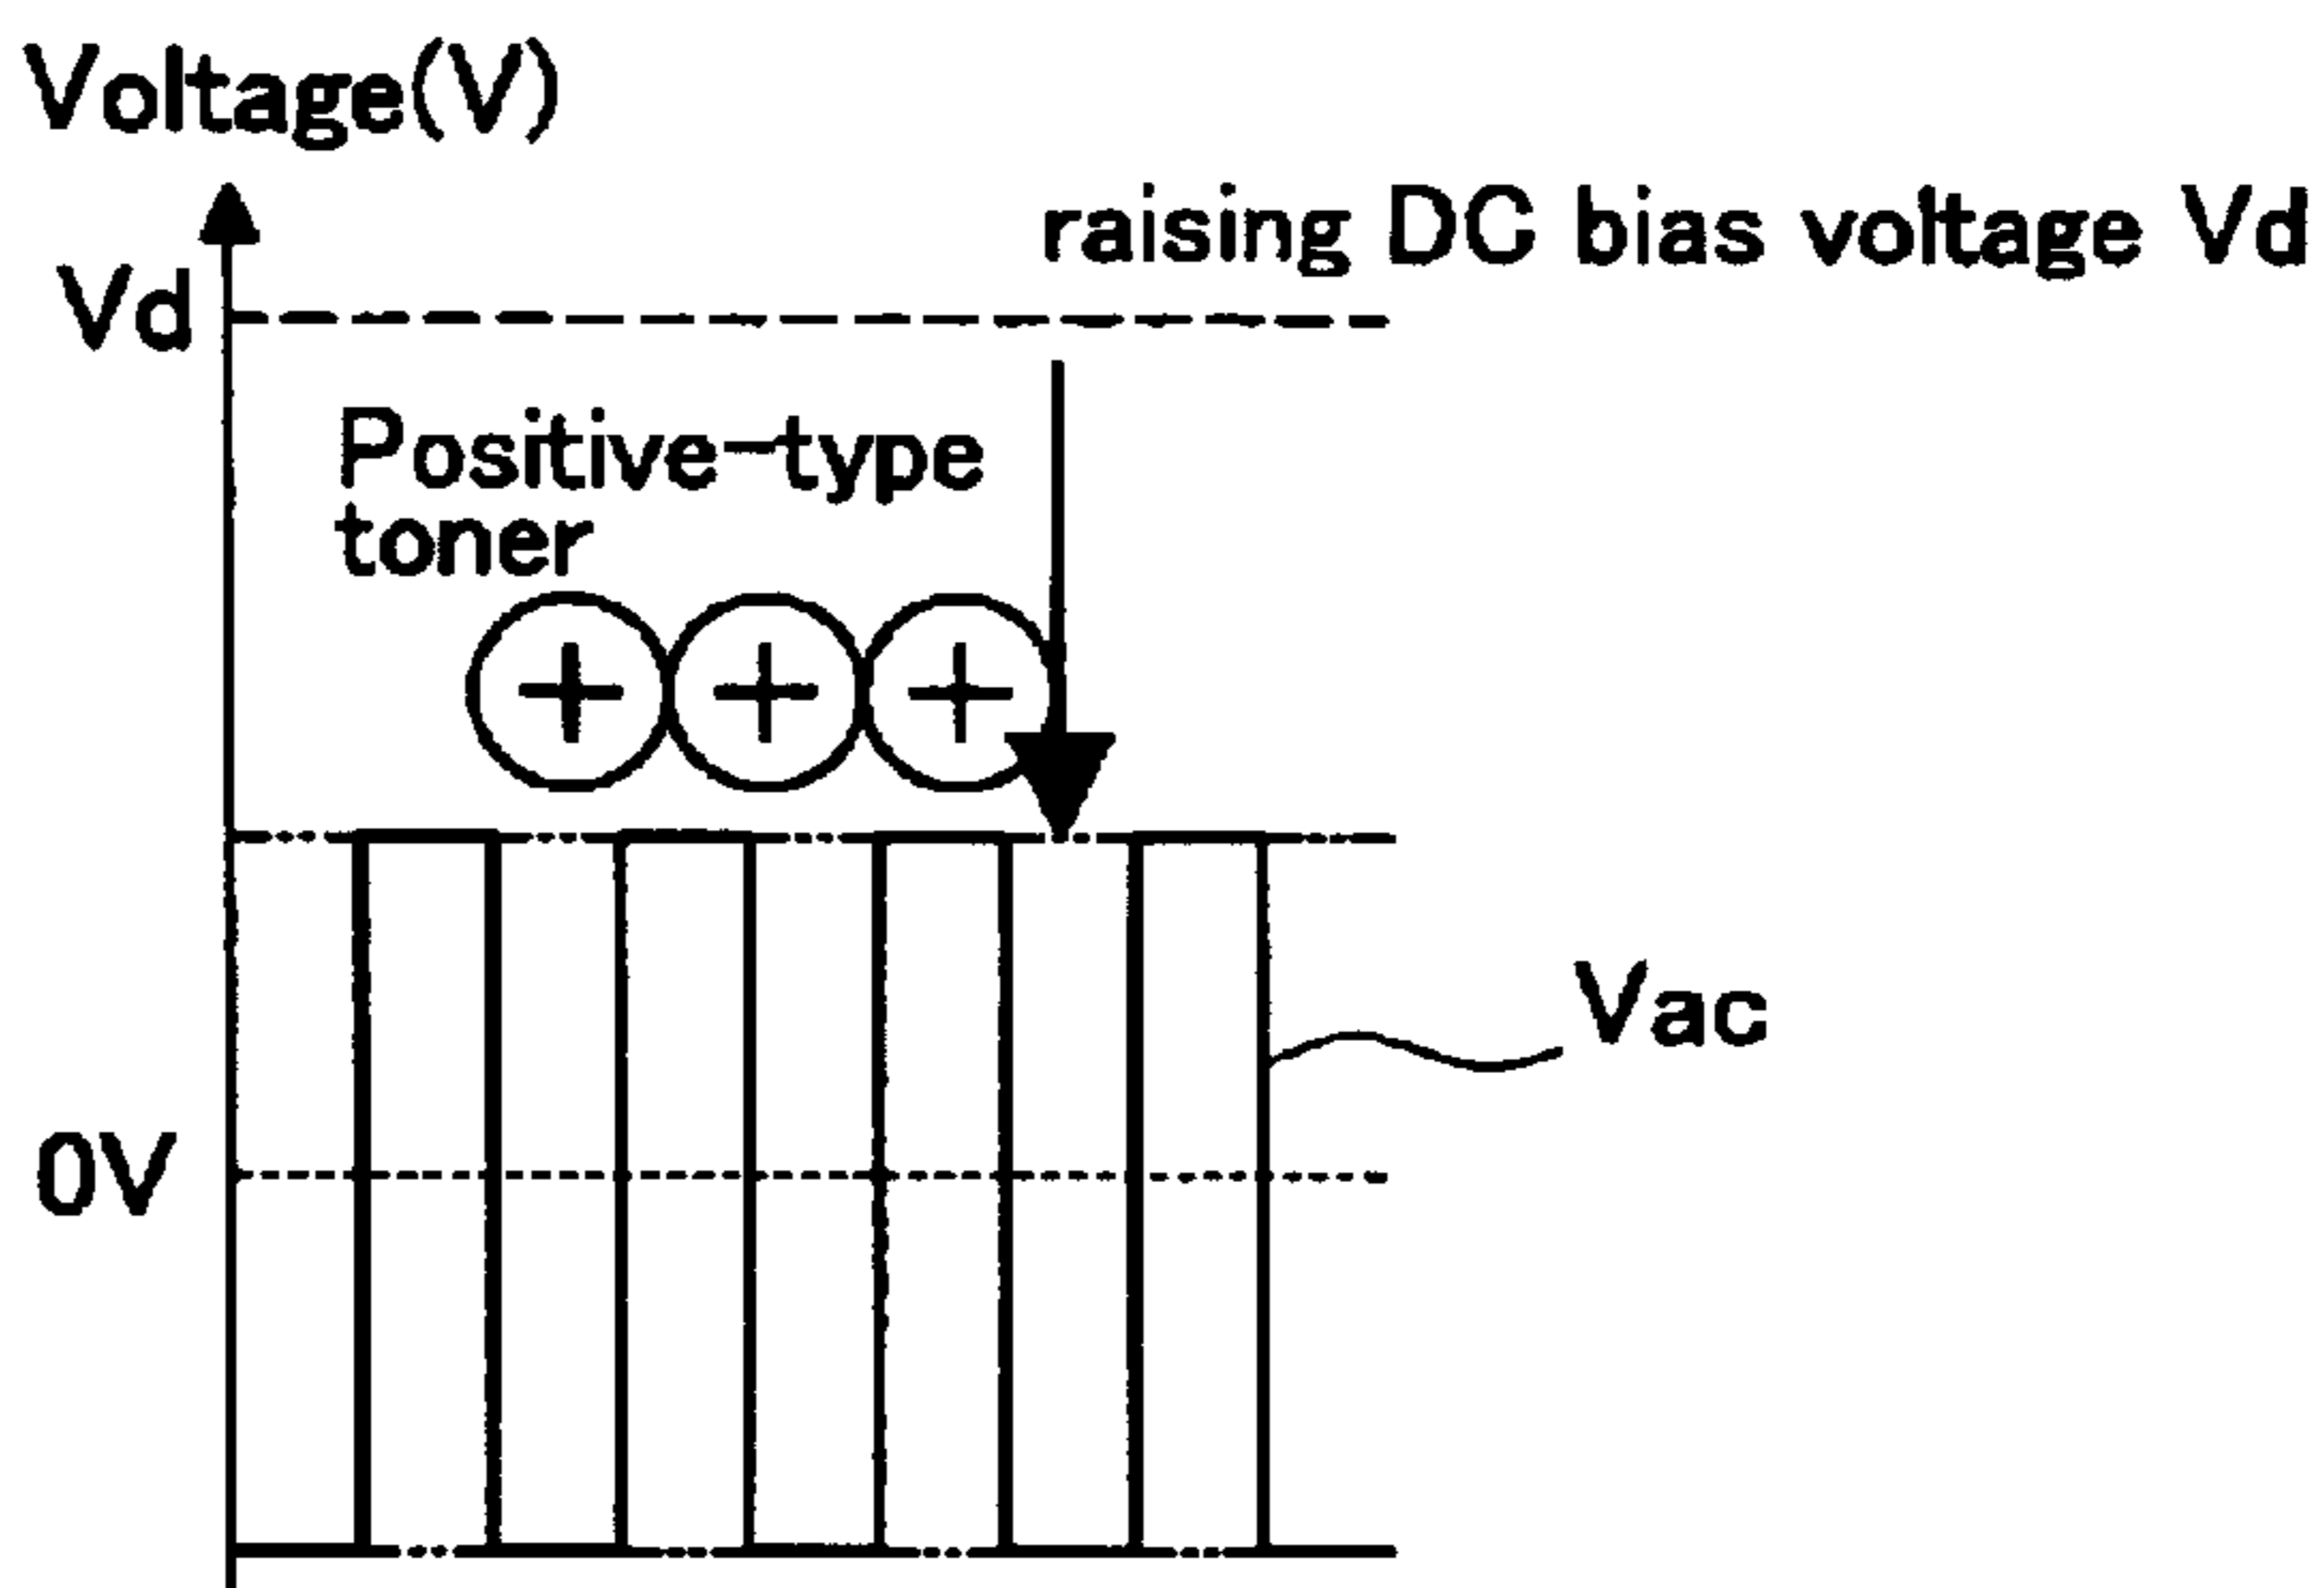 Voltage(V)
raising DC bias voltage Vd
Vd
Positive-type
toner
+ + +
Vac
0V